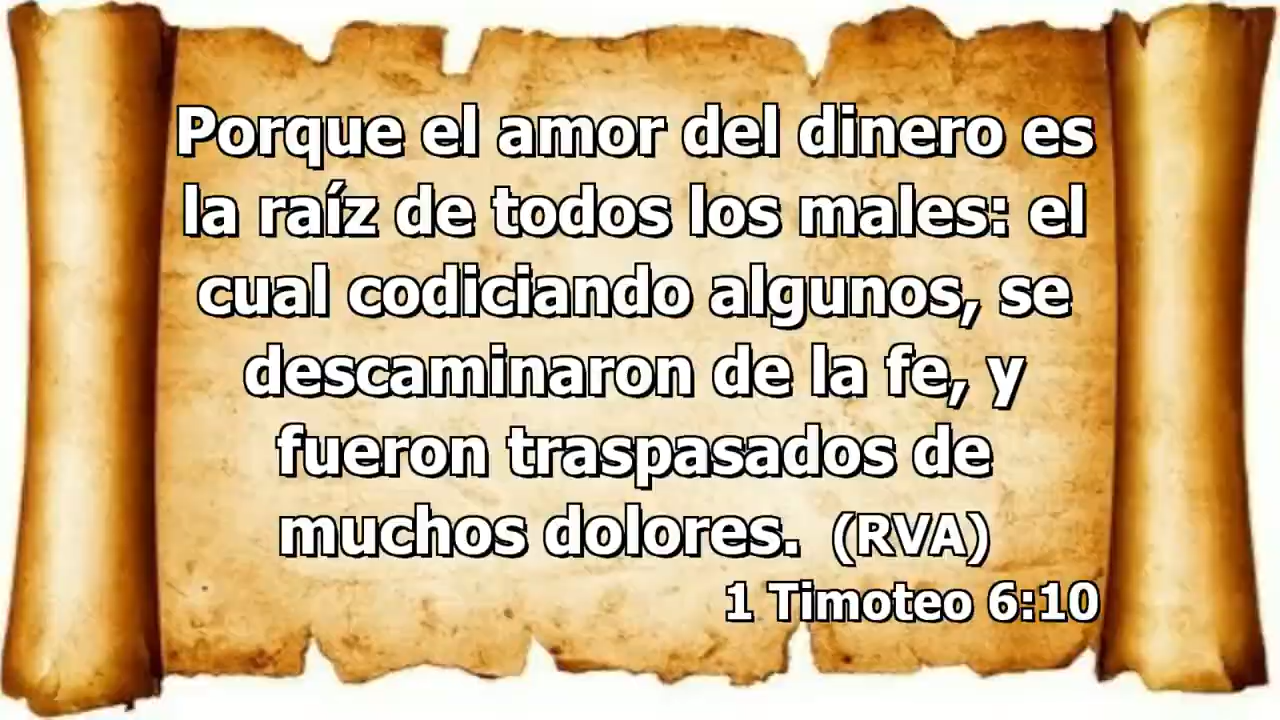 Porque el amor del dinero es
la raíz de todos los males: el
cual codiciando algunos, se
descaminaron de la fe, y
fueron traspasados de
muchos dolores. (RVA)
1 Timoteo 6:10